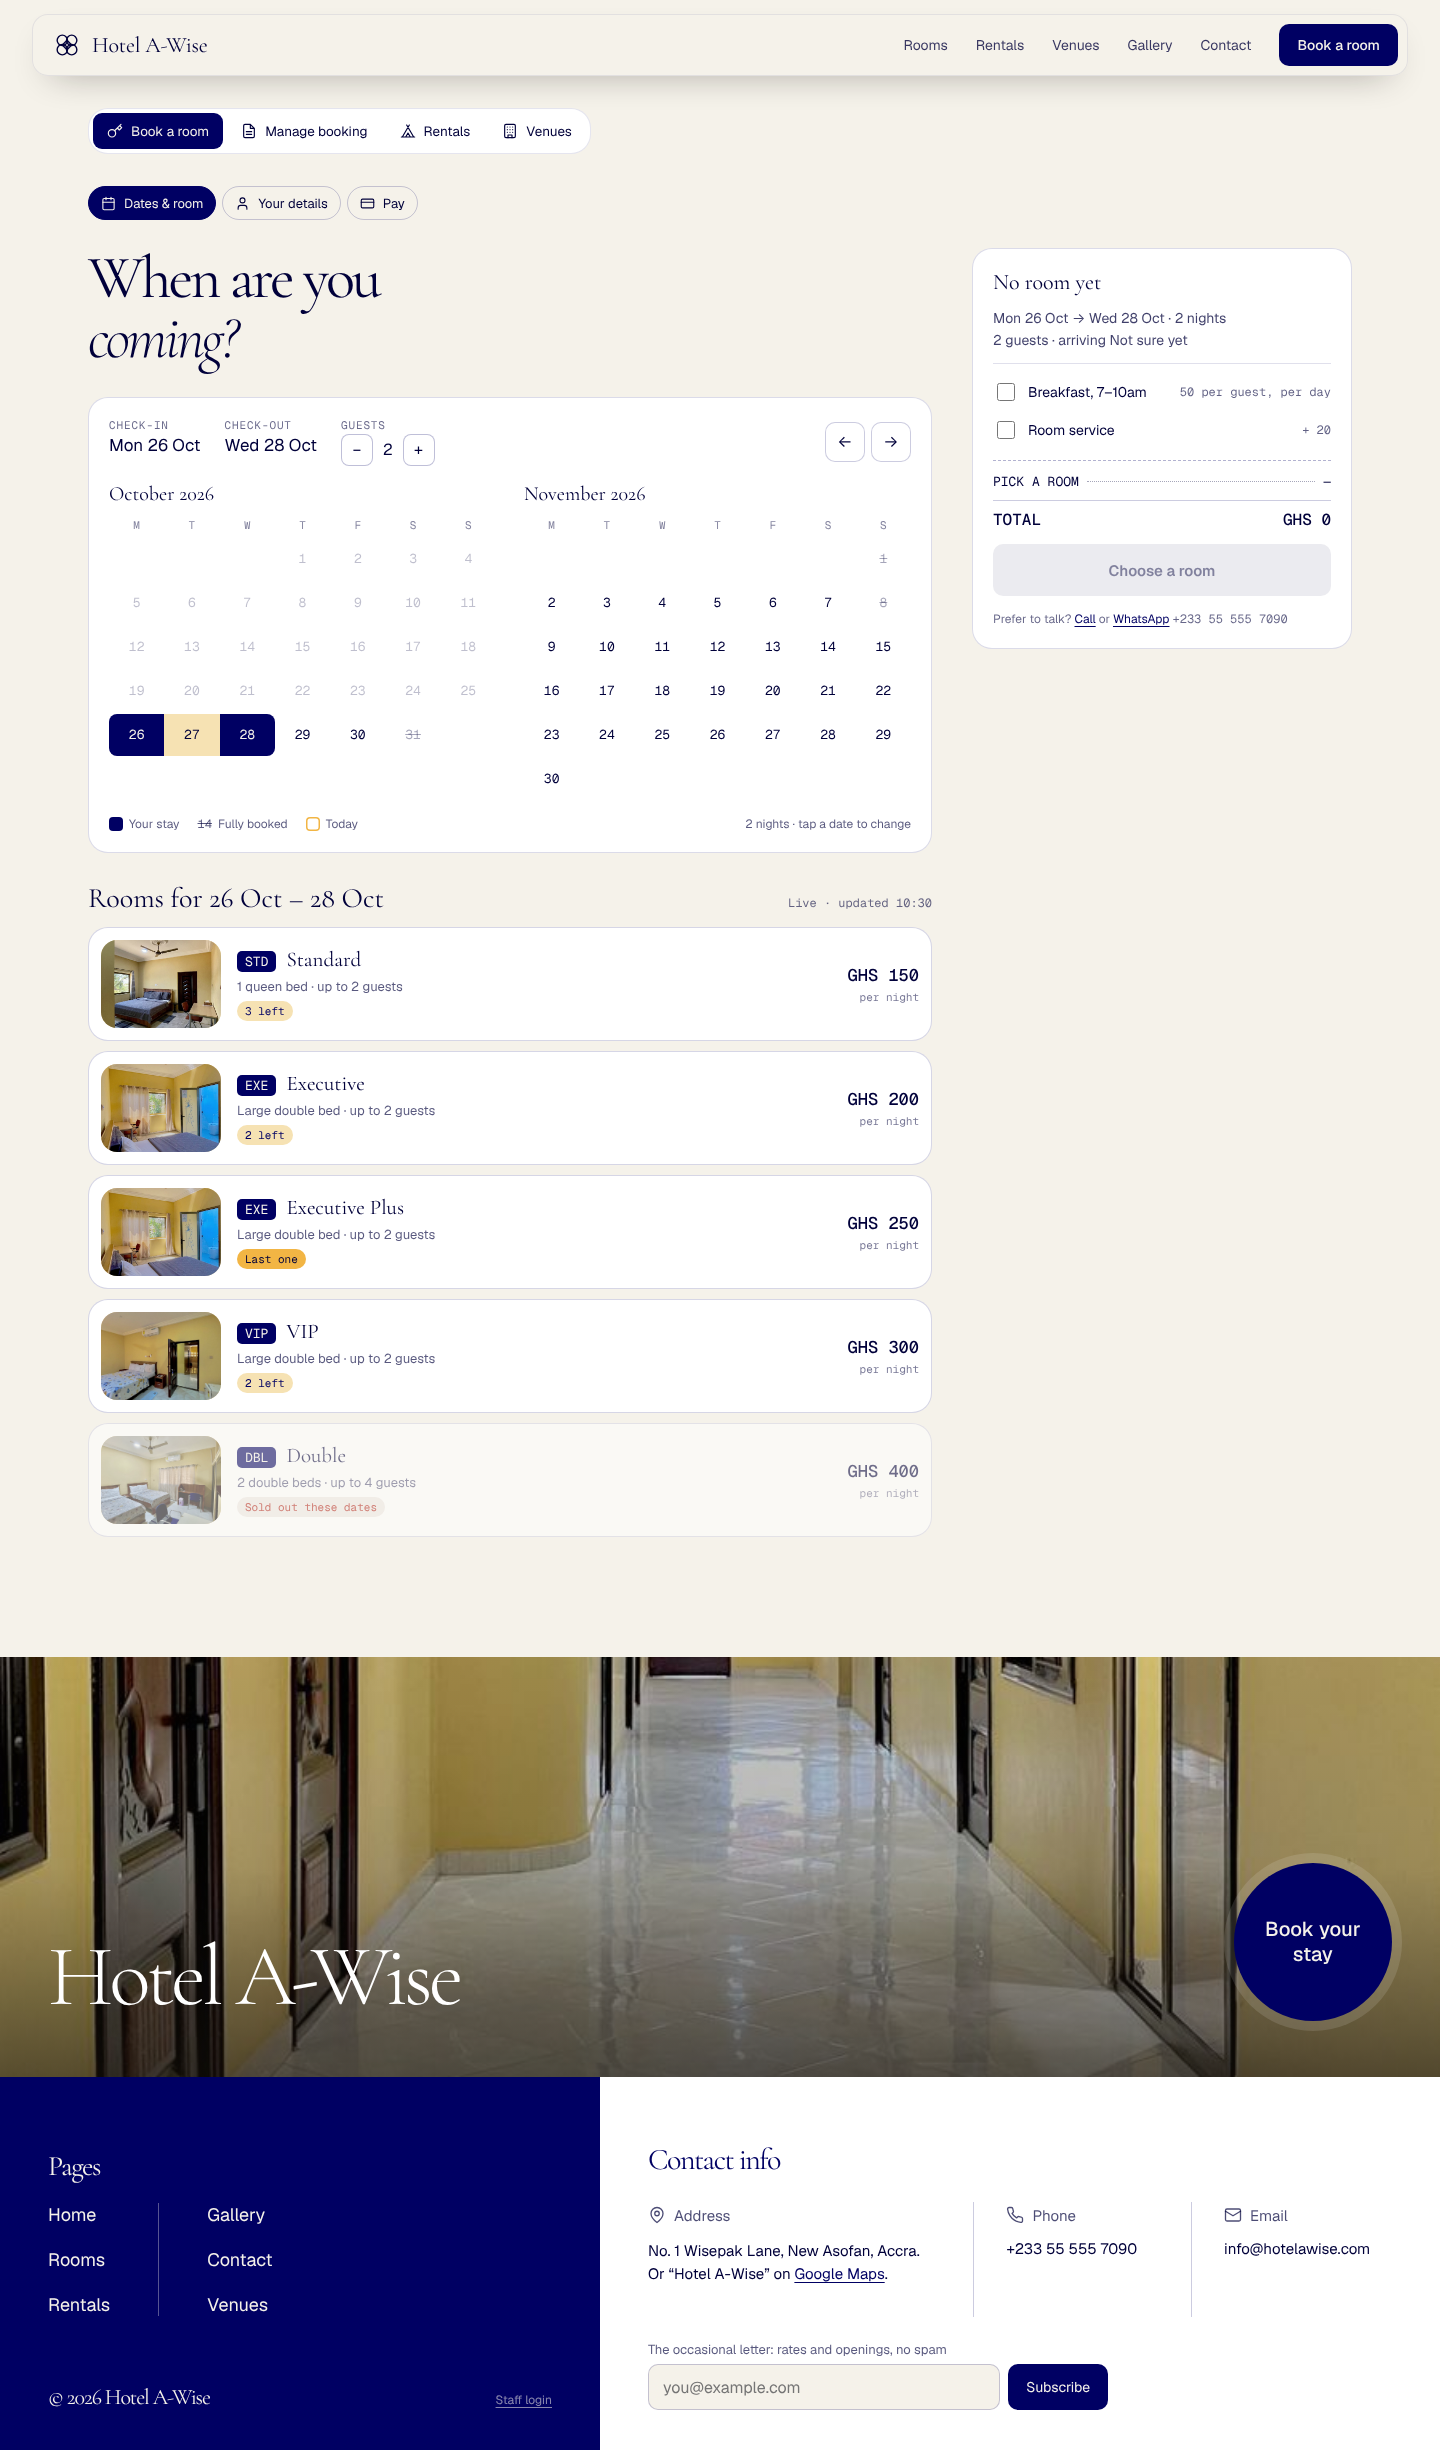 Hotel A-Wise
Rooms Rentals Venues Gallery Contact Book a room
Book a room Manage booking Rentals Venues
Dates & room Your details Pay
When are you
coming?
CHECK-IN CHECK-OUT GUESTS
Mon 26 Oct Wed 28 Oct − 2 + ← →
October 2026
M T W T F S S
1 2 3 4
5 6 7 8 9 10 11
12 13 14 15 16 17 18
19 20 21 22 23 24 25
26 27 28 29 30 31
November 2026
M T W T F S S
1
2 3 4 5 6 7 8
9 10 11 12 13 14 15
16 17 18 19 20 21 22
23 24 25 26 27 28 29
30
Your stay 14 Fully booked Today 2 nights · tap a date to change
No room yet
Mon 26 Oct → Wed 28 Oct · 2 nights
2 guests · arriving Not sure yet
Breakfast, 7–10am 50 per guest, per day
Room service + 20
PICK A ROOM —
TOTAL GHS 0
Choose a room
Prefer to talk? Call or WhatsApp +233 55 555 7090
Rooms for 26 Oct – 28 Oct Live · updated 10:30
STD Standard
1 queen bed · up to 2 guests
3 left
GHS 150
per night
EXE Executive
Large double bed · up to 2 guests
2 left
GHS 200
per night
EXE Executive Plus
Large double bed · up to 2 guests
Last one
GHS 250
per night
VIP VIP
Large double bed · up to 2 guests
2 left
GHS 300
per night
DBL Double
2 double beds · up to 4 guests
Sold out these dates
GHS 400
per night
Hotel A-Wise
Book your
stay
Pages
Home Gallery
Rooms Contact
Rentals Venues
© 2026 Hotel A-Wise Staff login
Contact info
Address
No. 1 Wisepak Lane, New Asofan, Accra.
Or “Hotel A-Wise” on Google Maps.
Phone
+233 55 555 7090
Email
info@hotelawise.com
The occasional letter: rates and openings, no spam
you@example.com Subscribe